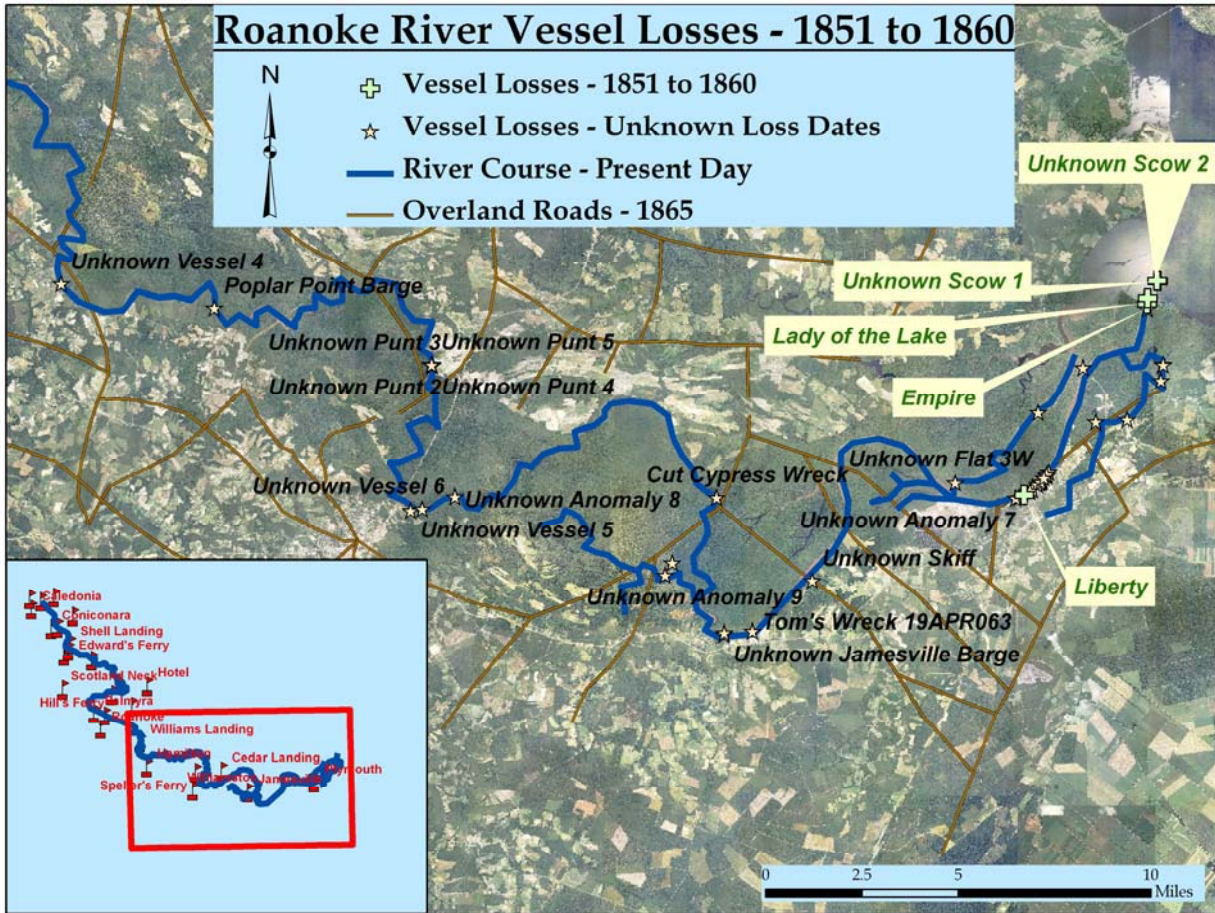 Roanoke River Vessel Losses - 1851 to 1860
N
Vessel Losses - 1851 to 1860
Vessel Losses - Unknown Loss Dates
River Course - Present Day
Overland Roads - 1865
Unknown Scow 2
Unknown Vessel 4
Poplar Point Barge
Unknown Scow 1
Unknown Punt 3 Unknown Punt 5
Lady of the Lake
Unknown Punt 2 Unknown Punt 4
Empire
Unknown Flat 3W
Cut Cypress Wreck
Unknown Vessel 6
Unknown Anomaly 8
Unknown Anomaly 7
Unknown Vessel 5
Unknown Skiff
Liberty
Unknown Anomaly 9
Tom's Wreck 19APR063
Unknown Jamesville Barge
Caledonia
Coniconara
Shell Landing
Edward's Ferry
Scotland Neck
Hotel
Hill's Ferry
Roanoke
Williams Landing
Hamilton
Cedar Landing
Plymouth
Williamston
Jamesville
0 2.5 5 10
Miles